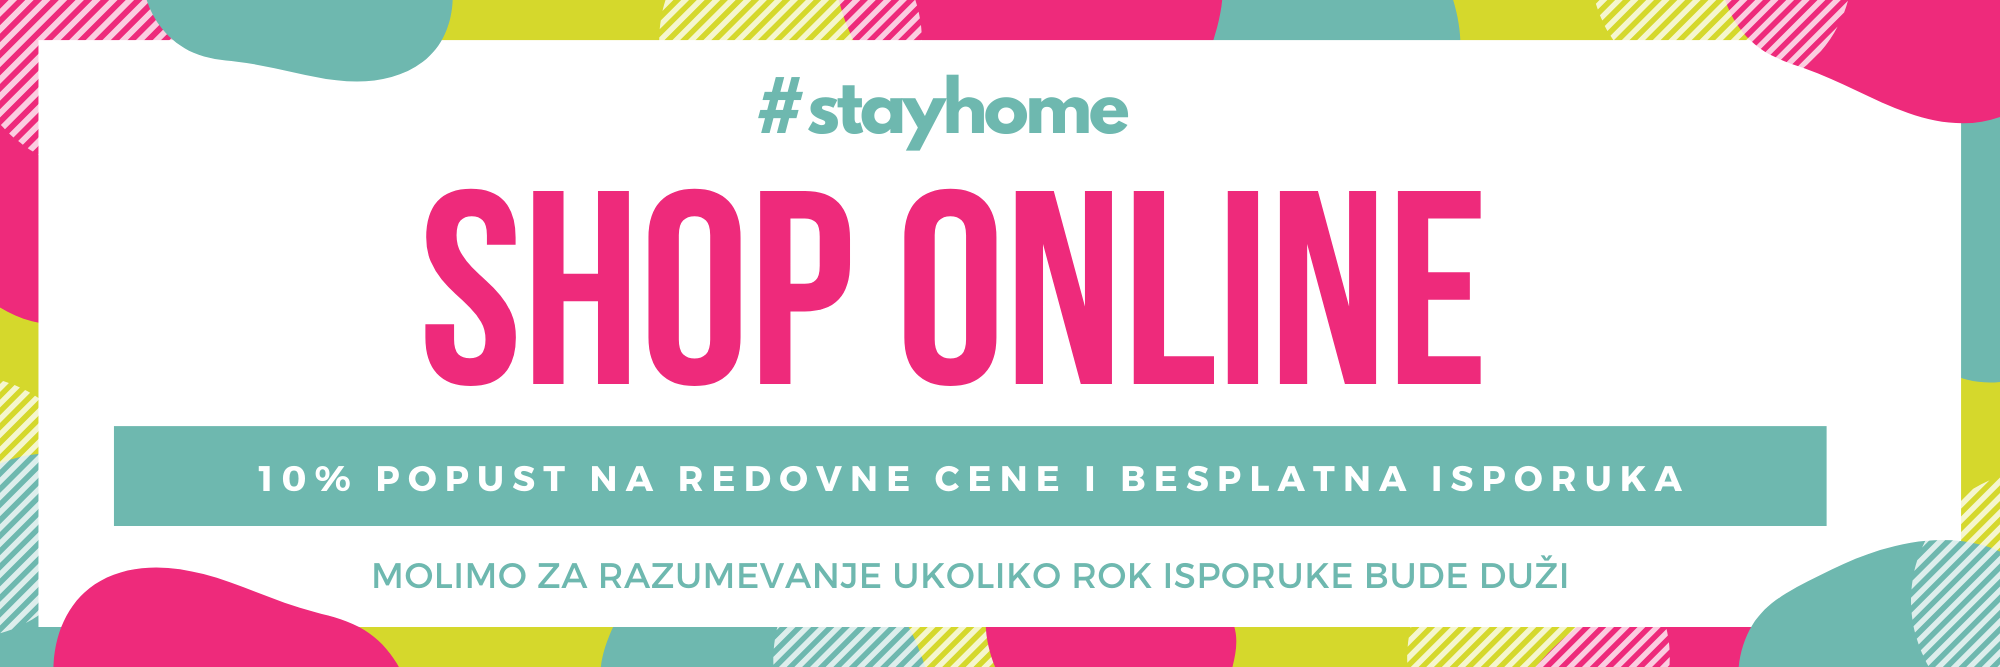 #stayhome
SHOP ONLINE
10% POPUST NA REDOVNE CENE I BESPLATNA ISPORUKA
MOLIMO ZA RAZUMEVANJE UKOLIKO ROK ISPORUKE BUDE DUŽI